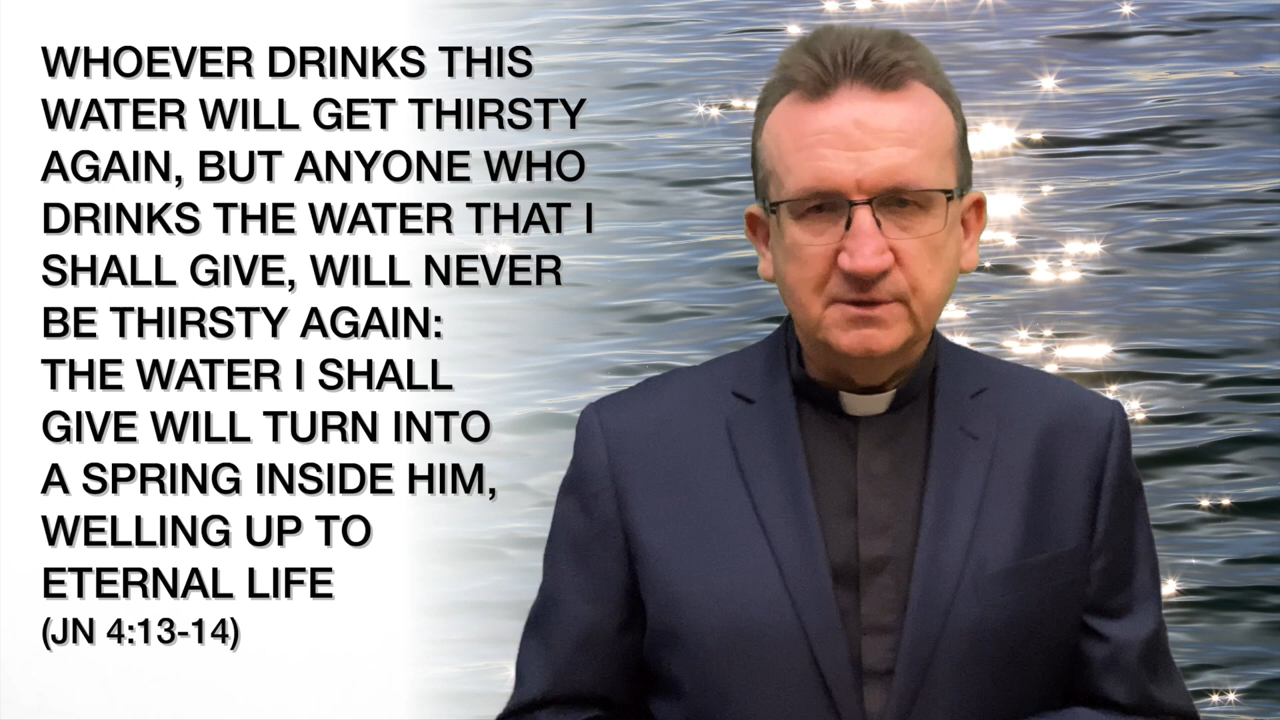 WHOEVER DRINKS THIS
WATER WILL GET THIRSTY
AGAIN, BUT ANYONE WHO
DRINKS THE WATER THAT I
SHALL GIVE, WILL NEVER
BE THIRSTY AGAIN:
THE WATER I SHALL
GIVE WILL TURN INTO
A SPRING INSIDE HIM,
WELLING UP TO
ETERNAL LIFE
(JN 4:13-14)